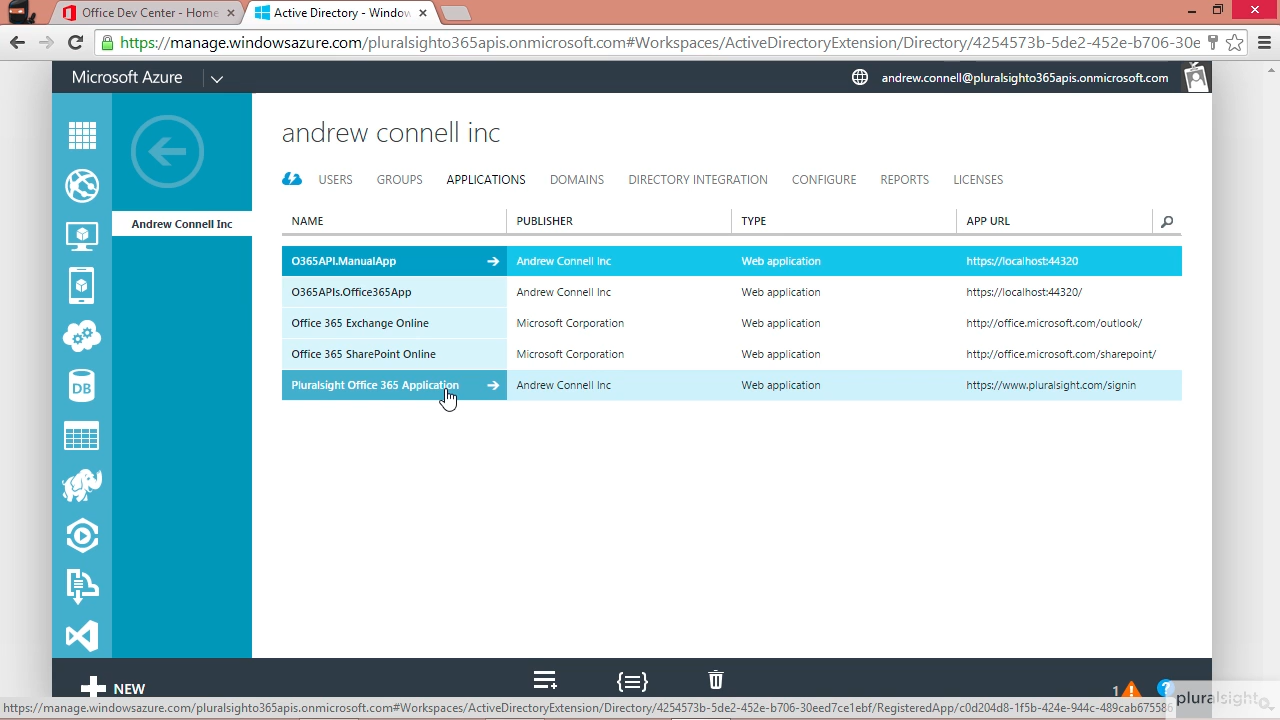 Office Dev Center - Home
Active Directory - Window
https://manage.windowsazure.com/pluralsighto365apis.onmicrosoft.com#Workspaces/ActiveDirectoryExtension/Directory/4254573b-5de2-452e-b706-30e
Microsoft Azure
andrew.connell@pluralsighto365apis.onmicrosoft.com
andrew connell inc
USERS GROUPS APPLICATIONS DOMAINS DIRECTORY INTEGRATION CONFIGURE REPORTS LICENSES
Andrew Connell Inc
NAME PUBLISHER TYPE APP URL
O365API.ManualApp Andrew Connell Inc Web application https://localhost:44320
O365APIs.Office365App Andrew Connell Inc Web application https://localhost:44320/
Office 365 Exchange Online Microsoft Corporation Web application http://office.microsoft.com/outlook/
Office 365 SharePoint Online Microsoft Corporation Web application http://office.microsoft.com/sharepoint/
Pluralsight Office 365 Application Andrew Connell Inc Web application https://www.pluralsight.com/signin
DB
NEW
1
?
pluralsight
https://manage.windowsazure.com/pluralsighto365apis.onmicrosoft.com#Workspaces/ActiveDirectoryExtension/Directory/4254573b-5de2-452e-b706-30ecd7ce1ebf/RegisteredApp/c0d204d8-1f5b-424e-944c-489cab675586